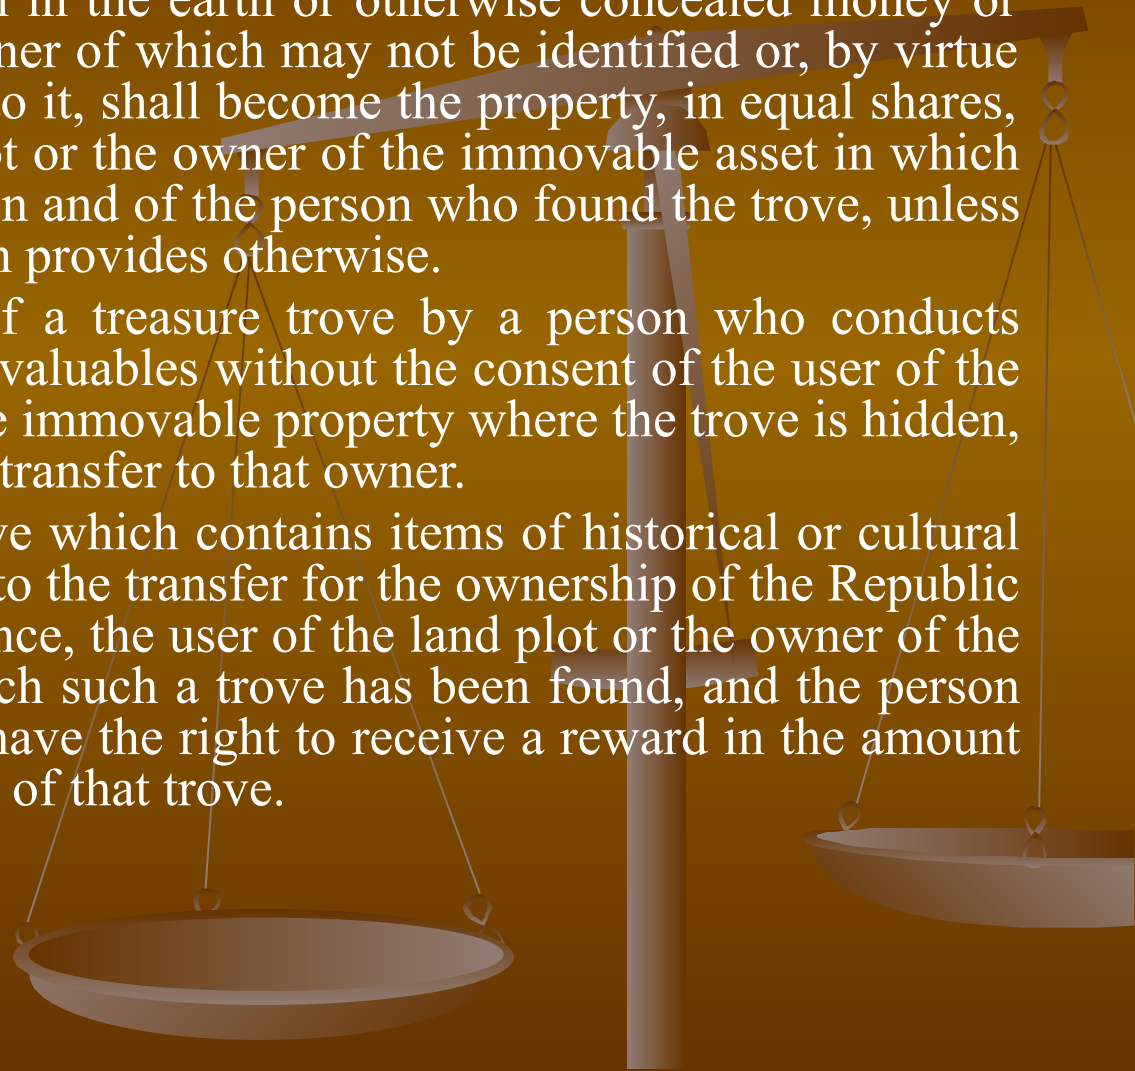 in the earth or otherwise concealed money or
of which may not be identified or, by virtue
to it, shall become the property, in equal shares,
or the owner of the immovable asset in which
and of the person who found the trove, unless
provides otherwise.
a treasure trove by a person who conducts
valuables without the consent of the user of the
immovable property where the trove is hidden,
transfer to that owner.
which contains items of historical or cultural
to the transfer for the ownership of the Republic
the user of the land plot or the owner of the
such a trove has been found, and the person
have the right to receive a reward in the amount
of that trove.